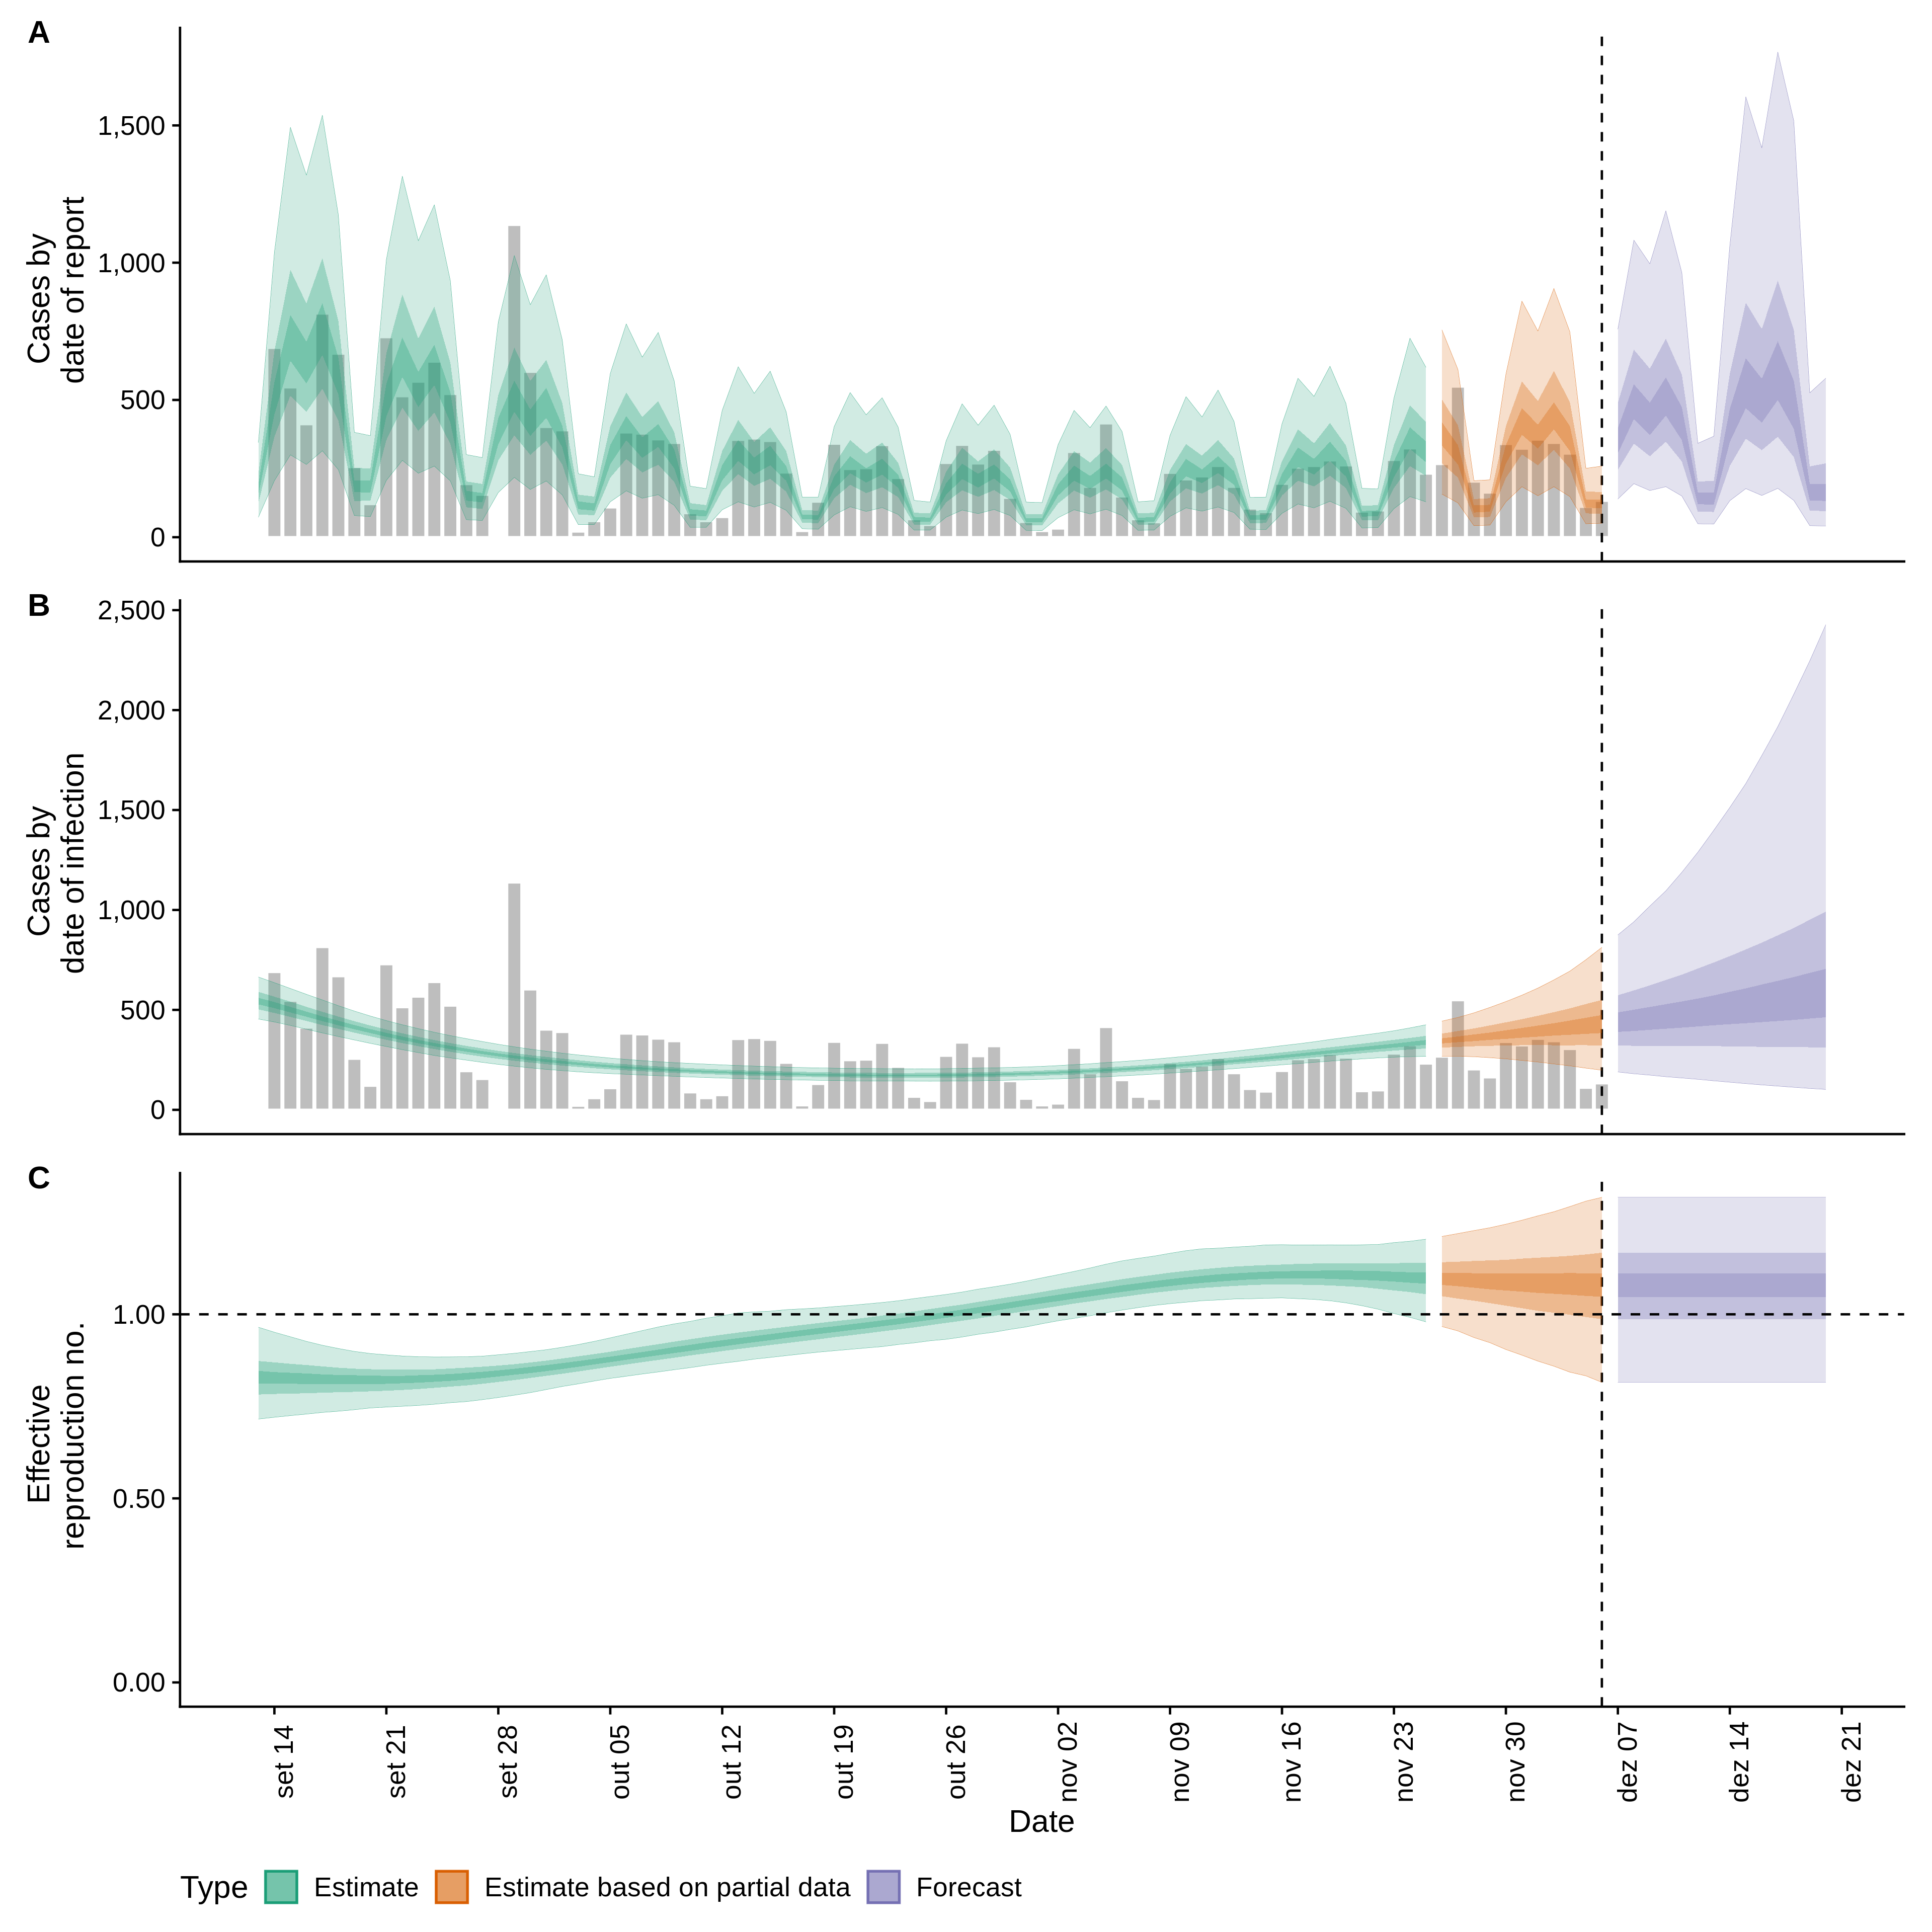 A
Cases by
date of report
1,500
1,000
500
0
B
Cases by
date of infection
2,500
2,000
1,500
1,000
500
0
C
Effective
reproduction no.
1.00
0.50
0.00
set 14
set 21
set 28
out 05
out 12
out 19
out 26
nov 02
nov 09
nov 16
nov 23
nov 30
dez 07
dez 14
dez 21
Date
Type Estimate Estimate based on partial data Forecast